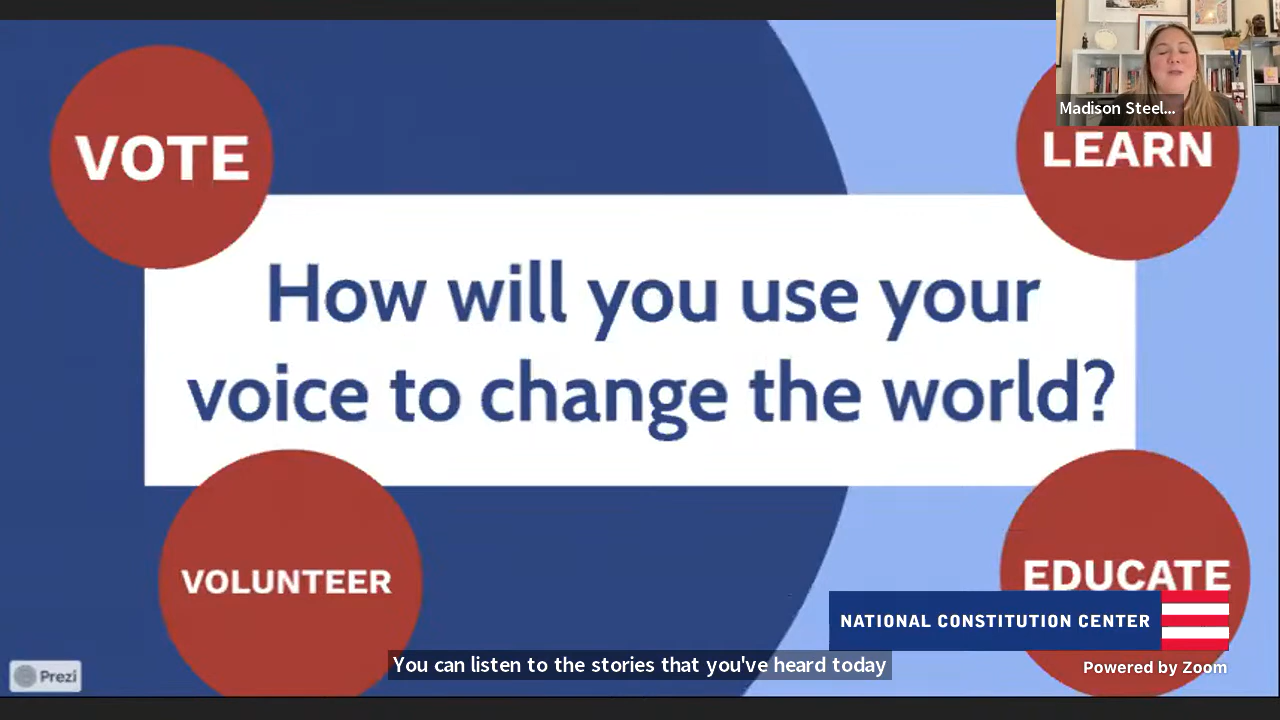 Madison Steel...
VOTE
LEARN
How will you use your
voice to change the world?
VOLUNTEER
EDUCATE
NATIONAL CONSTITUTION CENTER
You can listen to the stories that you've heard today
Powered by Zoom
Prezi